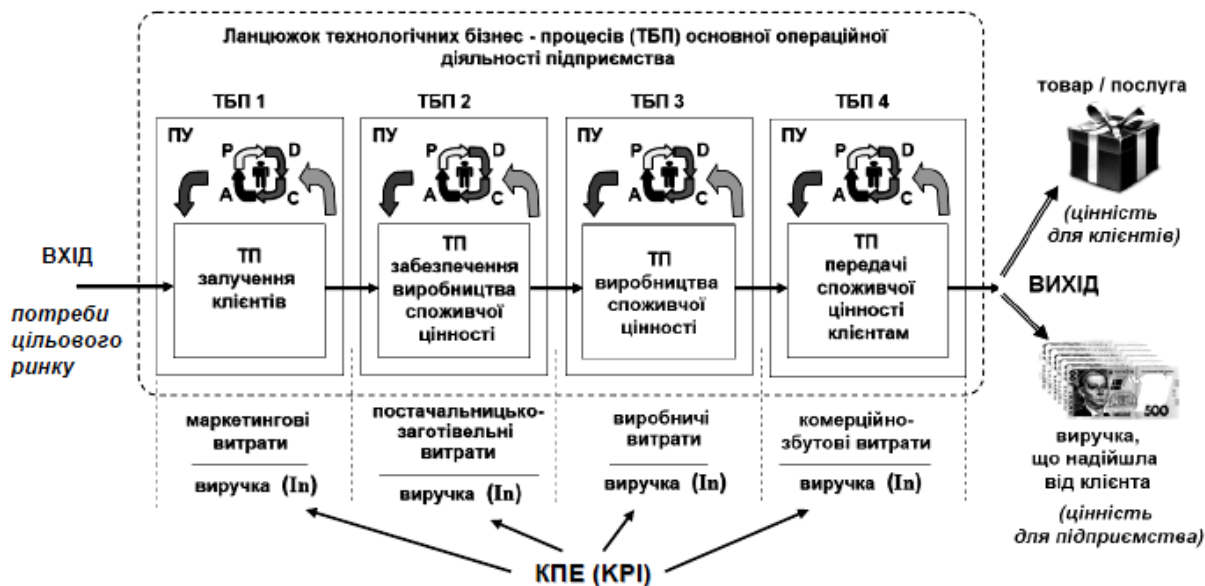 Ланцюжок технологічних бізнес - процесів (ТБП) основної операційної
діяльності підприємства
ТБП 1
ТБП 2
ТБП 3
ТБП 4
ПУ
P
D
A
C
ПУ
P
D
A
C
ПУ
P
D
A
C
ПУ
P
D
A
C
ВХІД
потреби
цільового
ринку
ТП
залучення
клієнтів
ТП
забезпечення
виробництва
споживчої
цінності
ТП
виробництва
споживчої
цінності
ТП
передачі
споживчої
цінності
клієнтам
товар / послуга
(цінність
для клієнтів)
ВИХІД
500
виручка,
що надійшла
від клієнта
(цінність
для підприємства)
маркетингові
витрати
виручка (In)
постачальницько-
заготівельні
витрати
виручка (In)
виробничі
витрати
виручка (In)
комерційно-
збутові витрати
виручка (In)
КПЕ (KPI)